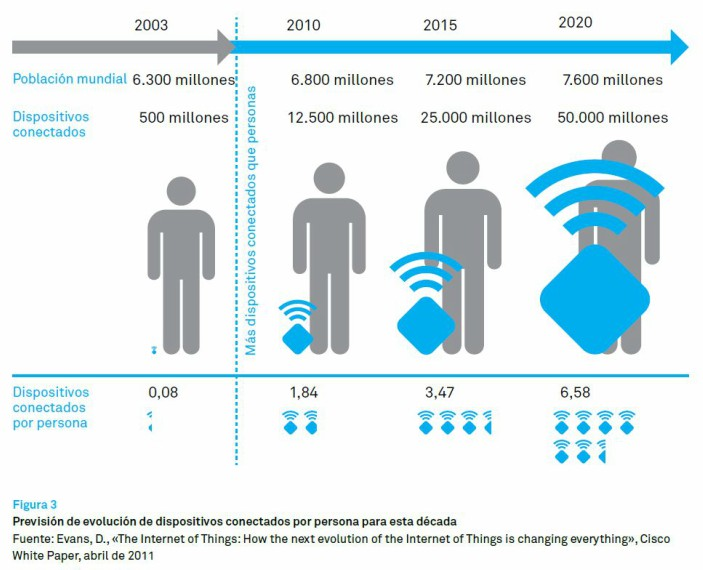 2003 2010 2015 2020
Población mundial 6.300 millones 6.800 millones 7.200 millones 7.600 millones
Dispositivos conectados 500 millones 12.500 millones 25.000 millones 50.000 millones
Más dispositivos conectados que personas
Dispositivos conectados por persona 0,08 1,84 3,47 6,58
Figura 3
Previsión de evolución de dispositivos conectados por persona para esta década
Fuente: Evans, D., «The Internet of Things: How the next evolution of the Internet of Things is changing everything», Cisco
White Paper, abril de 2011